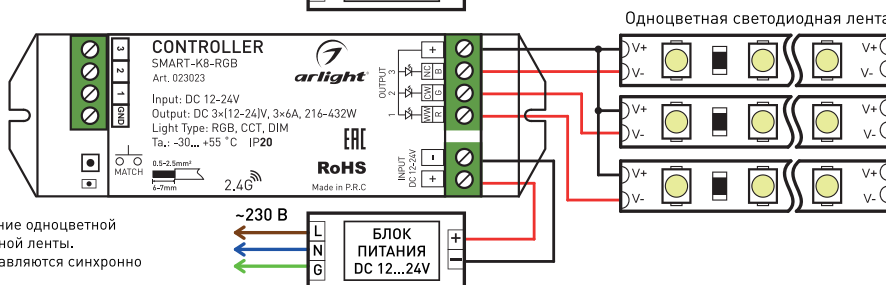 Одноцветная светодиодная лента
CONTROLLER
SMART-K8-RGB
Art. 023023
arlight®
Input: DC 12-24V
Output: DC 3×(12-24)V, 3×6A, 216-432W
Light Type: RGB, CCT, DIM
Ta.: -30... +55 ˚C IP20
EAC
RoHS
Made in P.R.C
MATCH
0.5-2.5mm²
6-7mm
2.4G
3
2
1
GND
OUTPUT
+
3 NC B
2 CW G
1 WW R
INPUT
DC 12-24V
-
+
V+
V-
V+
V-
V+
V-
V+
V-
V+
V-
V+
V-
~230 В
L
N
G
БЛОК
ПИТАНИЯ
DC 12...24V
+
−
ние одноцветной
ной ленты.
авляются синхронно